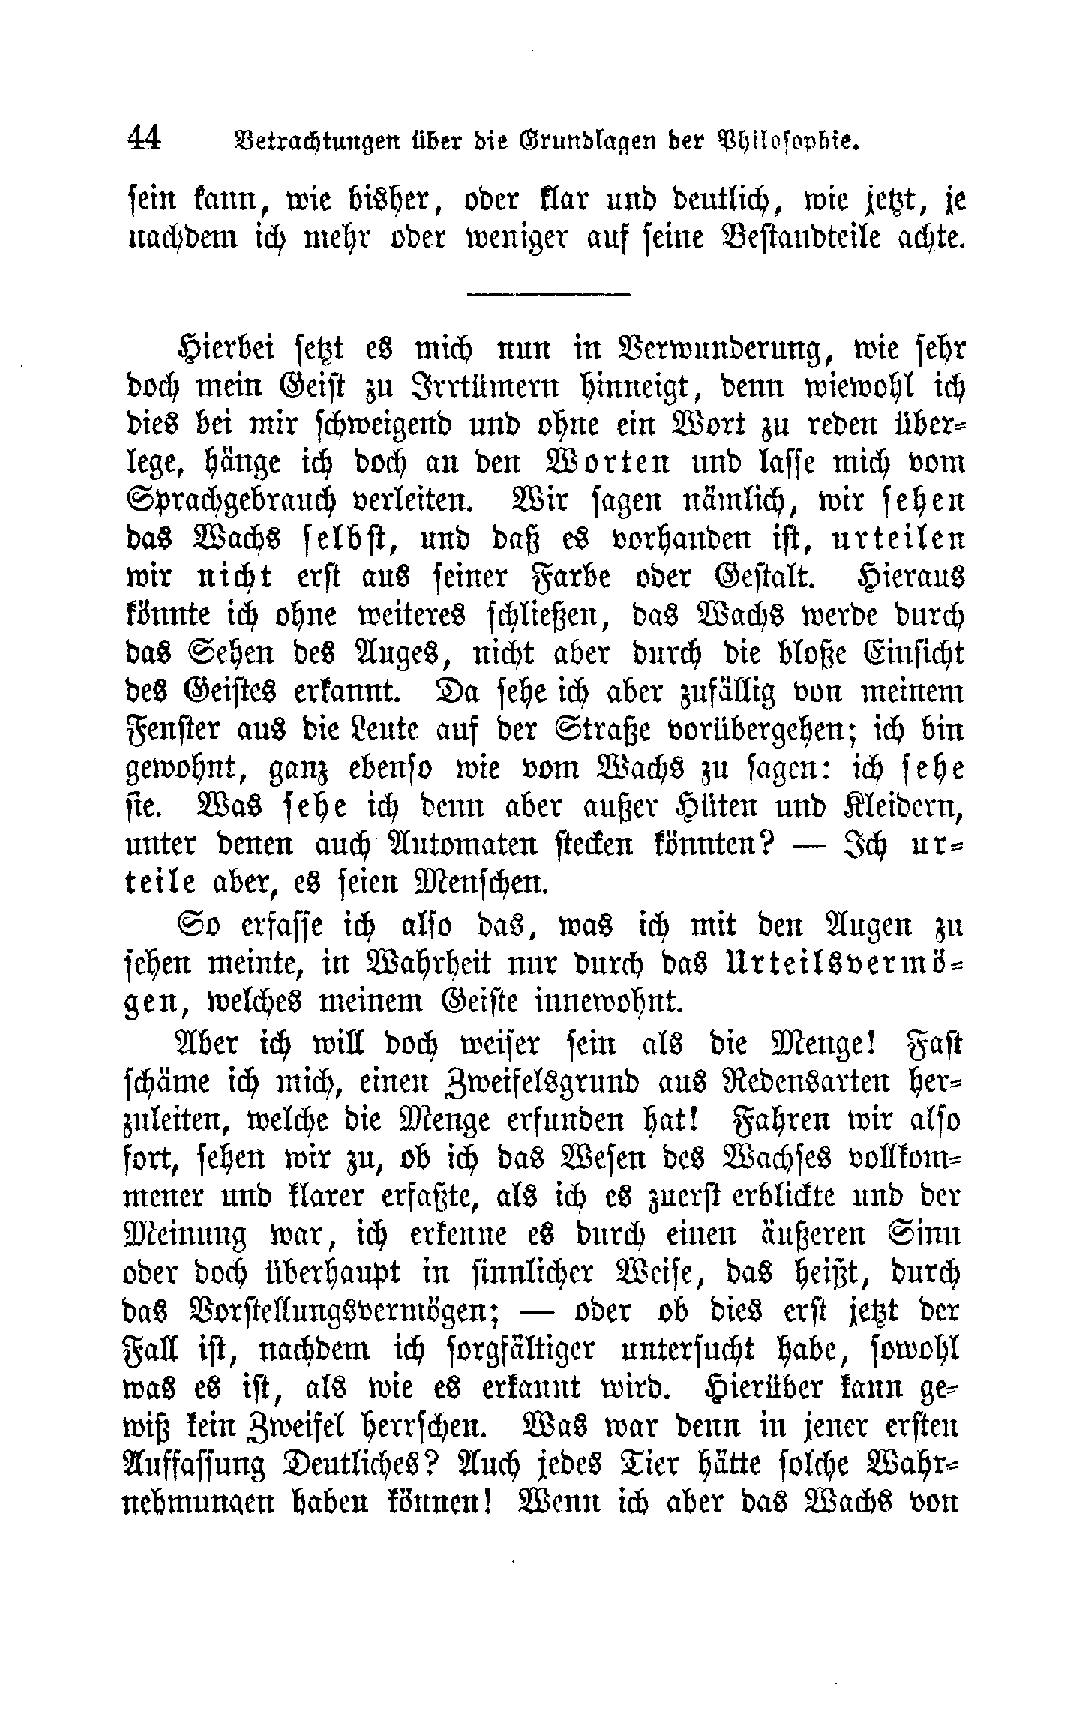 44 Betrachtungen über die Grundlagen der Philosophie.
sein kann, wie bisher, oder klar und deutlich, wie jetzt, je
nachdem ich mehr oder weniger auf seine Bestandteile achte.
Hierbei setzt es mich nun in Verwunderung, wie sehr
doch mein Geist zu Irrtümern hinneigt, denn wiewohl ich
dies bei mir schweigend und ohne ein Wort zu reden über-
lege, hänge ich doch an den Worten und lasse mich vom
Sprachgebrauch verleiten. Wir sagen nämlich, wir sehen
das Wachs selbst, und daß es vorhanden ist, urteilen
wir nicht erst aus seiner Farbe oder Gestalt. Hieraus
könnte ich ohne weiteres schließen, das Wachs werde durch
das Sehen des Auges, nicht aber durch die bloße Einsicht
des Geistes erkannt. Da sehe ich aber zufällig von meinem
Fenster aus die Leute auf der Straße vorübergehen; ich bin
gewohnt, ganz ebenso wie vom Wachs zu sagen: ich sehe
sie. Was sehe ich denn aber außer Hüten und Kleidern,
unter denen auch Automaten stecken könnten? — Ich ur-
teile aber, es seien Menschen.
So erfasse ich also das, was ich mit den Augen zu
sehen meinte, in Wahrheit nur durch das Urteilsvermö-
gen, welches meinem Geiste innewohnt.
Aber ich will doch weiser sein als die Menge! Fast
schäme ich mich, einen Zweifelsgrund aus Redensarten her-
zuleiten, welche die Menge erfunden hat! Fahren wir also
fort, sehen wir zu, ob ich das Wesen des Wachses vollkom-
mener und klarer erfaßte, als ich es zuerst erblickte und der
Meinung war, ich erkenne es durch einen äußeren Sinn
oder doch überhaupt in sinnlicher Weise, das heißt, durch
das Vorstellungsvermögen; — oder ob dies erst jetzt der
Fall ist, nachdem ich sorgfältiger untersucht habe, sowohl
was es ist, als wie es erkannt wird. Hierüber kann ge-
wiß kein Zweifel herrschen. Was war denn in jener ersten
Auffassung Deutliches? Auch jedes Tier hätte solche Wahr-
nehmungen haben können! Wenn ich aber das Wachs von